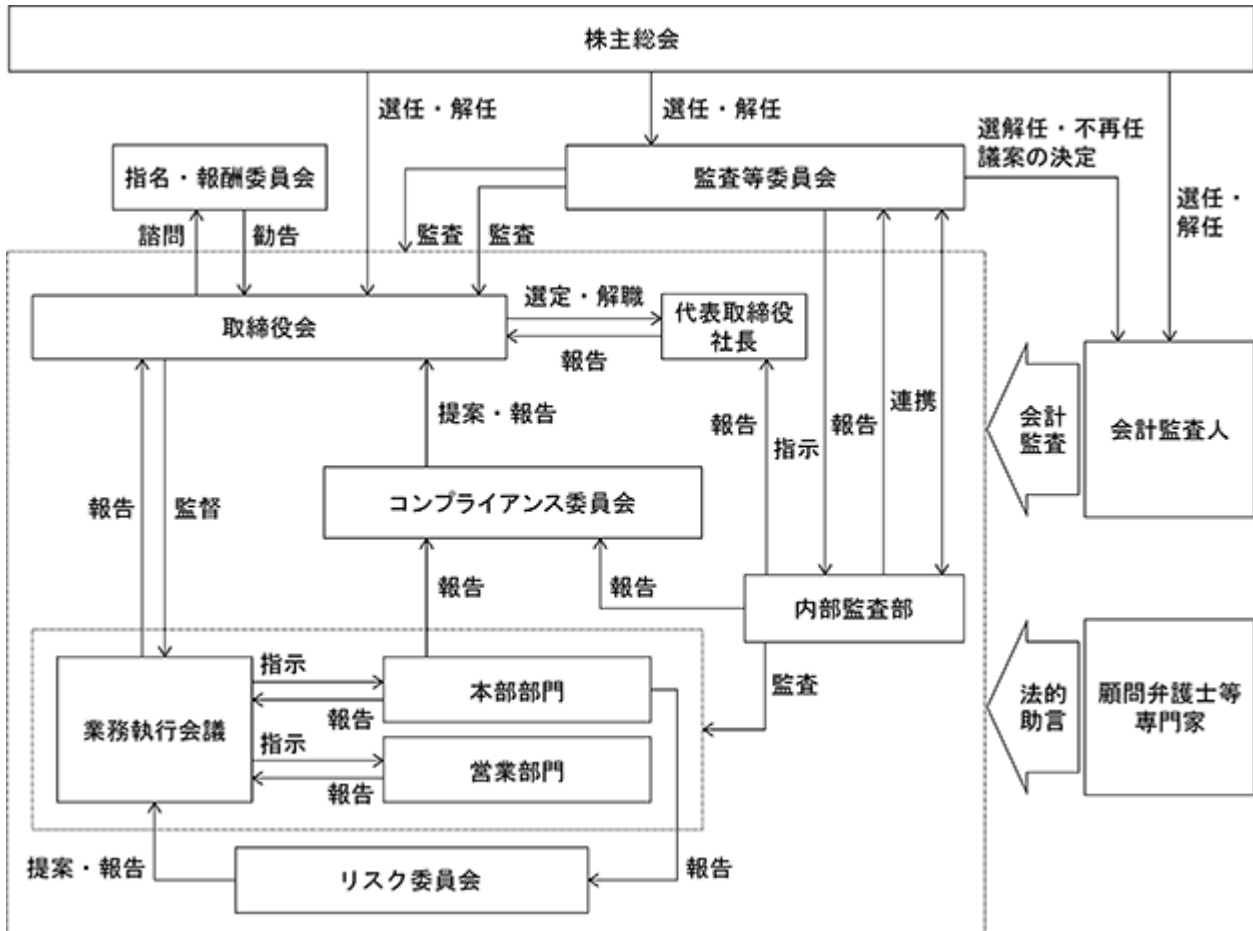 株主総会
選任・解任
選任・解任
選解任・不再任
議案の決定
選任・
解任
指名・報酬委員会
監査等委員会
諮問
勧告
監査
監査
取締役会
選定・解職
報告
代表取締役
社長
提案・報告
報告
指示
報告
連携
会計
監査
会計監査人
報告
監督
コンプライアンス委員会
報告
報告
内部監査部
監査
業務執行会議
指示
報告
本部部門
指示
報告
営業部門
法的
助言
顧問弁護士等
専門家
提案・報告
リスク委員会
報告